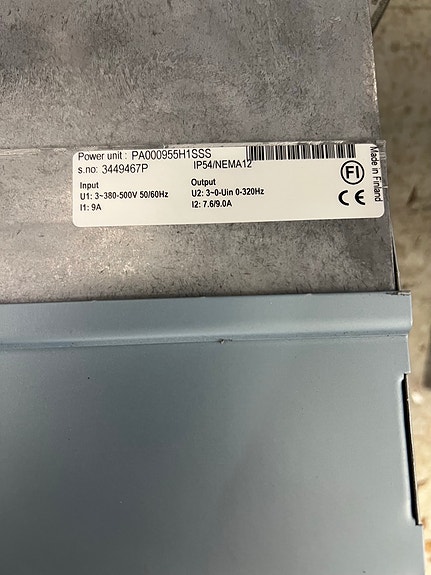 Power unit : PA000955H1SSS
s.no: 3449467P
IP54/NEMA12
Input
U1: 3~380-500V 50/60Hz
I1: 9A
Output
U2: 3~0-Uin 0-320Hz
I2: 7.6/9.0A
FI
CE
Made in Finland